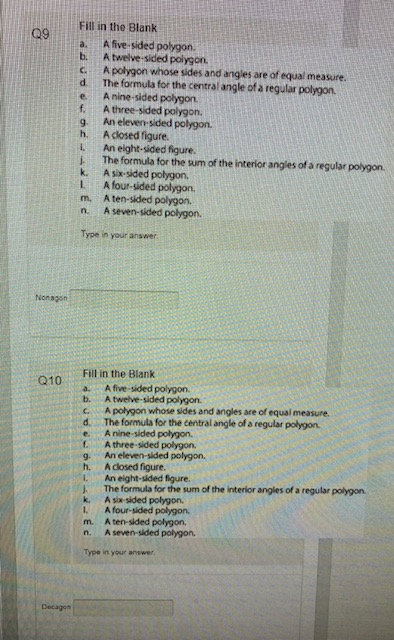 Q9
Fill in the Blank
a. A five-sided polygon.
b. A twelve-sided polygon.
c. A polygon whose sides and angles are of equal measure.
d. The formula for the central angle of a regular polygon.
e. A nine-sided polygon.
f. A three-sided polygon.
g. An eleven-sided polygon.
h. A closed figure.
i. An eight-sided figure.
j. The formula for the sum of the interior angles of a regular polygon.
k. A six-sided polygon.
l. A four-sided polygon.
m. A ten-sided polygon.
n. A seven-sided polygon.
Type in your answer.
Nonagon
Q10
Fill in the Blank
a. A five-sided polygon.
b. A twelve-sided polygon.
c. A polygon whose sides and angles are of equal measure.
d. The formula for the central angle of a regular polygon.
e. A nine-sided polygon.
f. A three-sided polygon.
g. An eleven-sided polygon.
h. A closed figure.
i. An eight-sided figure.
j. The formula for the sum of the interior angles of a regular polygon.
k. A six-sided polygon.
l. A four-sided polygon.
m. A ten-sided polygon.
n. A seven-sided polygon.
Type in your answer.
Decagon